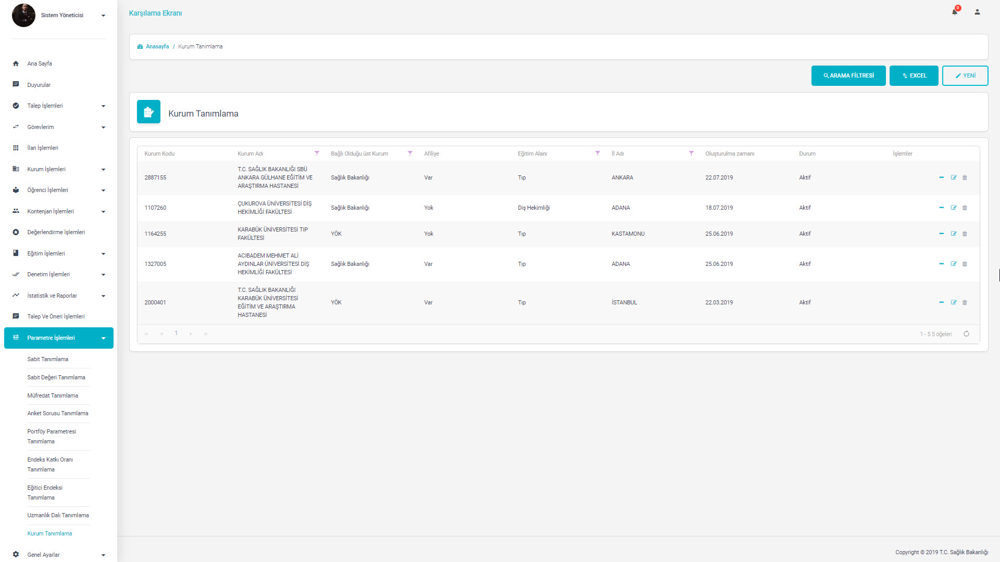 Sistem Yöneticisi
Ana Sayfa
Duyurular
Talep İşlemleri
Görevlerim
İlan İşlemleri
Kurum İşlemleri
Öğrenci İşlemleri
Kontenjan İşlemleri
Değerlendirme İşlemleri
Eğitim İşlemleri
Denetim İşlemleri
İstatistik ve Raporlar
Talep Ve Öneri İşlemleri
Parametre İşlemleri
Sabit Tanımlama
Sabit Değeri Tanımlama
Müfredat Tanımlama
Anket Sorusu Tanımlama
Portföy Parametresi
Tanımlama
Endeks Katkı Oranı
Tanımlama
Eğitici Endeksi
Tanımlama
Uzmanlık Dalı Tanımlama
Kurum Tanımlama
Genel Ayarlar
Karşılama Ekranı
0
Anasayfa / Kurum Tanımlama
ARAMA FİLTRESİ EXCEL YENİ
Kurum Tanımlama
Kurum Kodu Kurum Adı Bağlı Olduğu üst Kurum Afiliye Eğitim Alanı İl Adı Oluşturulma zamanı Durum İşlemler
T.C. SAĞLIK BAKANLIĞI SBÜ
2887155 ANKARA GÜLHANE EĞİTİM VE Sağlık Bakanlığı Var Tıp ANKARA 22.07.2019 Aktif
ARAŞTIRMA HASTANESİ
1107260 ÇUKUROVA ÜNİVERSİTESİ DİŞ Sağlık Bakanlığı Yok Diş Hekimliği ADANA 18.07.2019 Aktif
HEKİMLİĞİ FAKÜLTESİ
1164255 KARABÜK ÜNİVERSİTESİ TIP YÖK Yok Tıp KASTAMONU 25.06.2019 Aktif
FAKÜLTESİ
ACIBADEM MEHMET ALİ
1327005 AYDINLAR ÜNİVERSİTESİ DİŞ Sağlık Bakanlığı Var Tıp ADANA 25.06.2019 Aktif
HEKİMLİĞİ FAKÜLTESİ
T.C. SAĞLIK BAKANLIĞI
2000401 KARABÜK ÜNİVERSİTESİ YÖK Var Tıp İSTANBUL 22.03.2019 Aktif
EĞİTİM VE ARAŞTIRMA
HASTANESİ
1 1 - 5 5 öğeleri
Copyright © 2019 T.C. Sağlık Bakanlığı